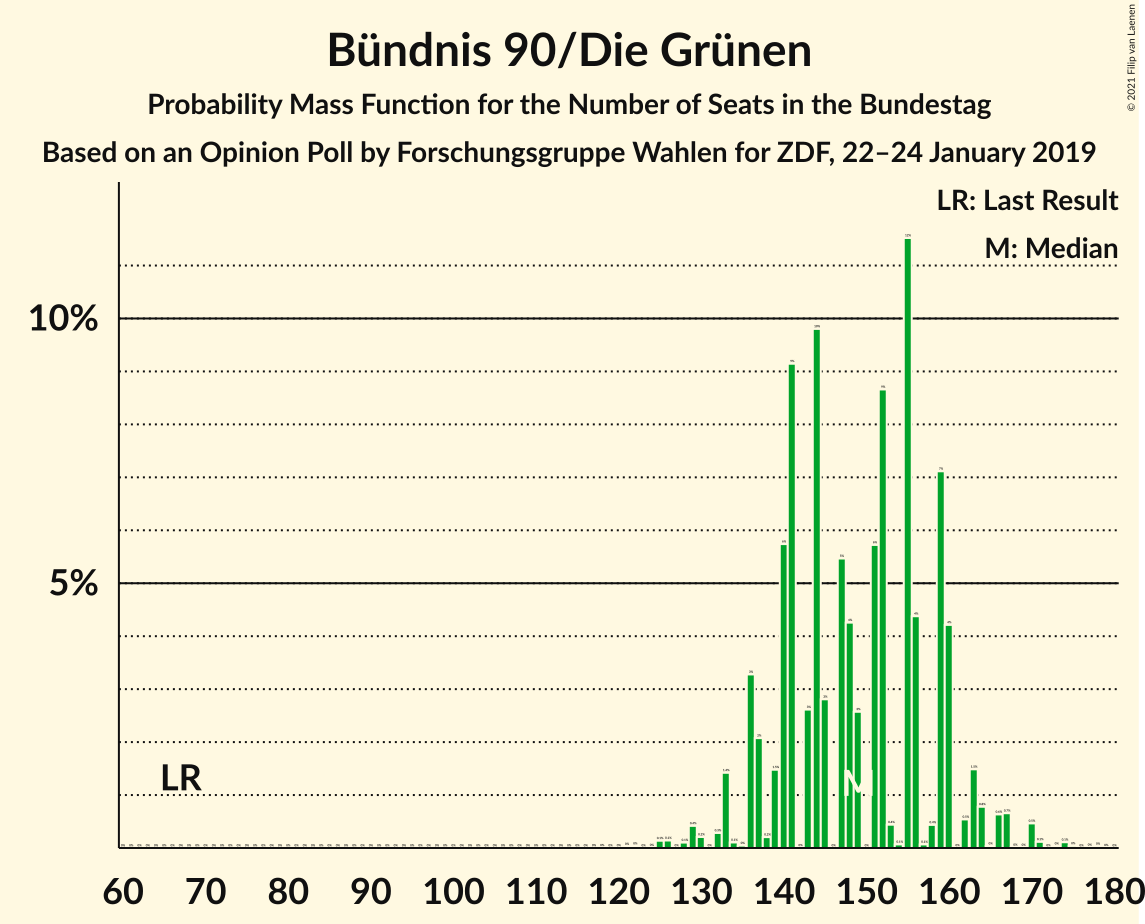 Bündnis 90/Die Grünen
Probability Mass Function for the Number of Seats in the Bundestag
Based on an Opinion Poll by Forschungsgruppe Wahlen for ZDF, 22–24 January 2019
© 2021 Filip van Laenen
LR: Last Result
M: Median
10%
5%
LR
M
60 70 80 90 100 110 120 130 140 150 160 170 180